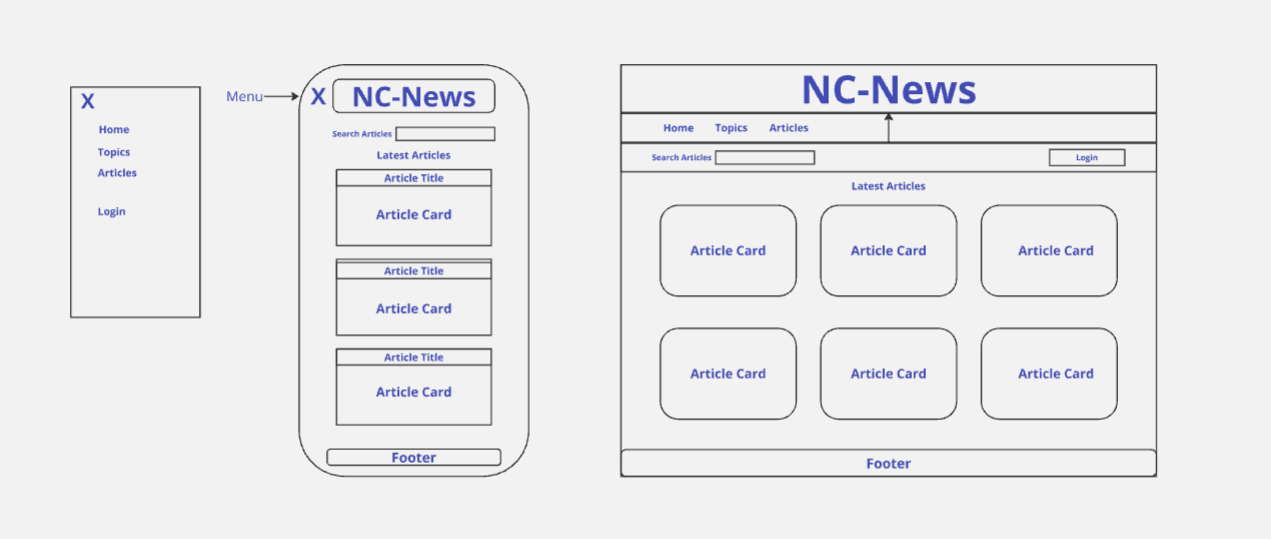 X
Home
Topics
Articles
Login
Menu
X NC-News
Search Articles
Latest Articles
Article Title
Article Card
Article Title
Article Card
Article Title
Article Card
Footer
NC-News
Home Topics Articles
Search Articles Login
Latest Articles
Article Card Article Card Article Card
Article Card Article Card Article Card
Footer